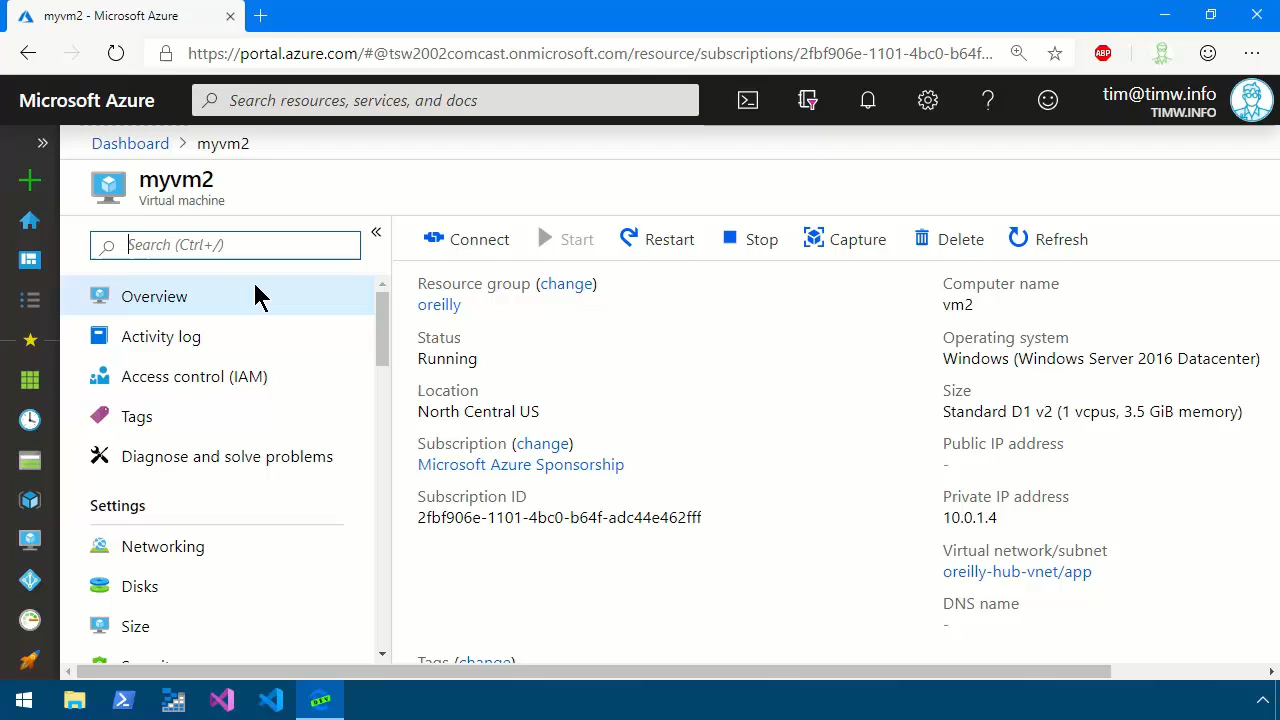 myvm2 - Microsoft Azure
https://portal.azure.com/#@tsw2002comcast.onmicrosoft.com/resource/subscriptions/2fbf906e-1101-4bc0-b64f...
ABP
Microsoft Azure
Search resources, services, and docs
tim@timw.info
TIMW.INFO
Dashboard > myvm2
myvm2
Virtual machine
Search (Ctrl+/)
Overview
Activity log
Access control (IAM)
Tags
Diagnose and solve problems
Settings
Networking
Disks
Size
Connect
Start
Restart
Stop
Capture
Delete
Refresh
Resource group (change)
oreilly
Status
Running
Location
North Central US
Subscription (change)
Microsoft Azure Sponsorship
Subscription ID
2fbf906e-1101-4bc0-b64f-adc44e462fff
Tags (change)
Computer name
vm2
Operating system
Windows (Windows Server 2016 Datacenter)
Size
Standard D1 v2 (1 vcpus, 3.5 GiB memory)
Public IP address
-
Private IP address
10.0.1.4
Virtual network/subnet
oreilly-hub-vnet/app
DNS name
-
DEV